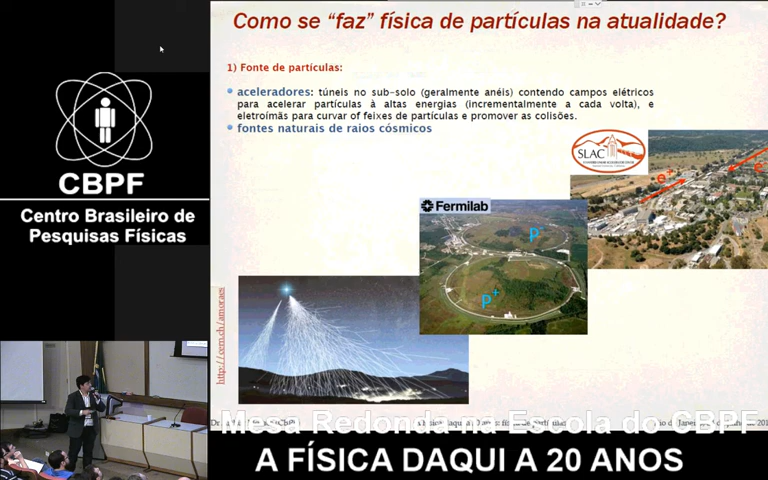 Como se “faz” física de partículas na atualidade?
1) Fonte de partículas:
aceleradores: túneis no sub-solo (geralmente anéis) contendo campos elétricos
para acelerar partículas à altas energias (incrementalmente a cada volta), e
eletroímãs para curvar of feixes de partículas e promover as colisões.
fontes naturais de raios cósmicos
SLAC
e+
e-
Fermilab
P-
P+
http://cern.ch/amoraes
CBPF
Centro Brasileiro de
Pesquisas Físicas
Mesa Redonda na Escola do CBPF
A FÍSICA DAQUI A 20 ANOS